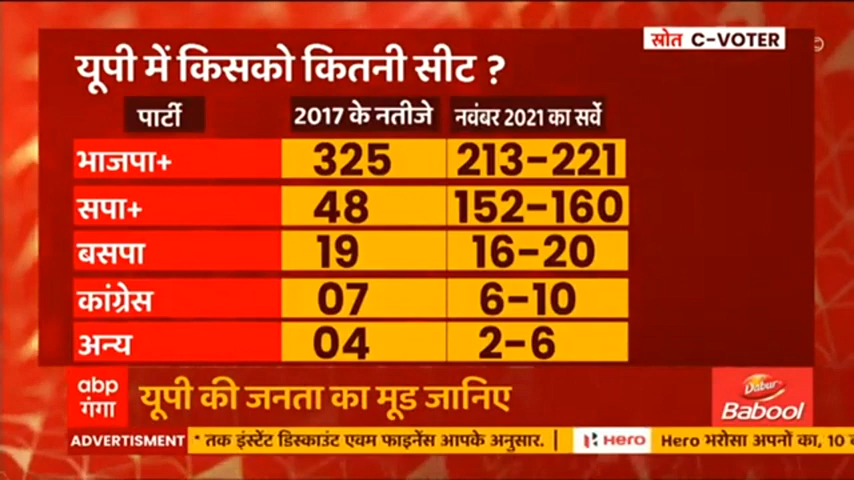 स्रोत C-VOTER
यूपी में किसको कितनी सीट ?
पार्टी 2017 के नतीजे नवंबर 2021 का सर्वे
भाजपा+ 325 213-221
सपा+ 48 152-160
बसपा 19 16-20
कांग्रेस 07 6-10
अन्य 04 2-6
abp
गंगा
यूपी की जनता का मूड जानिए
Dabur
Babool
ADVERTISMENT * तक इंस्टेंट डिस्काउंट एवम फाइनेंस आपके अनुसार. | HERO Hero भरोसा अपनों का, 10